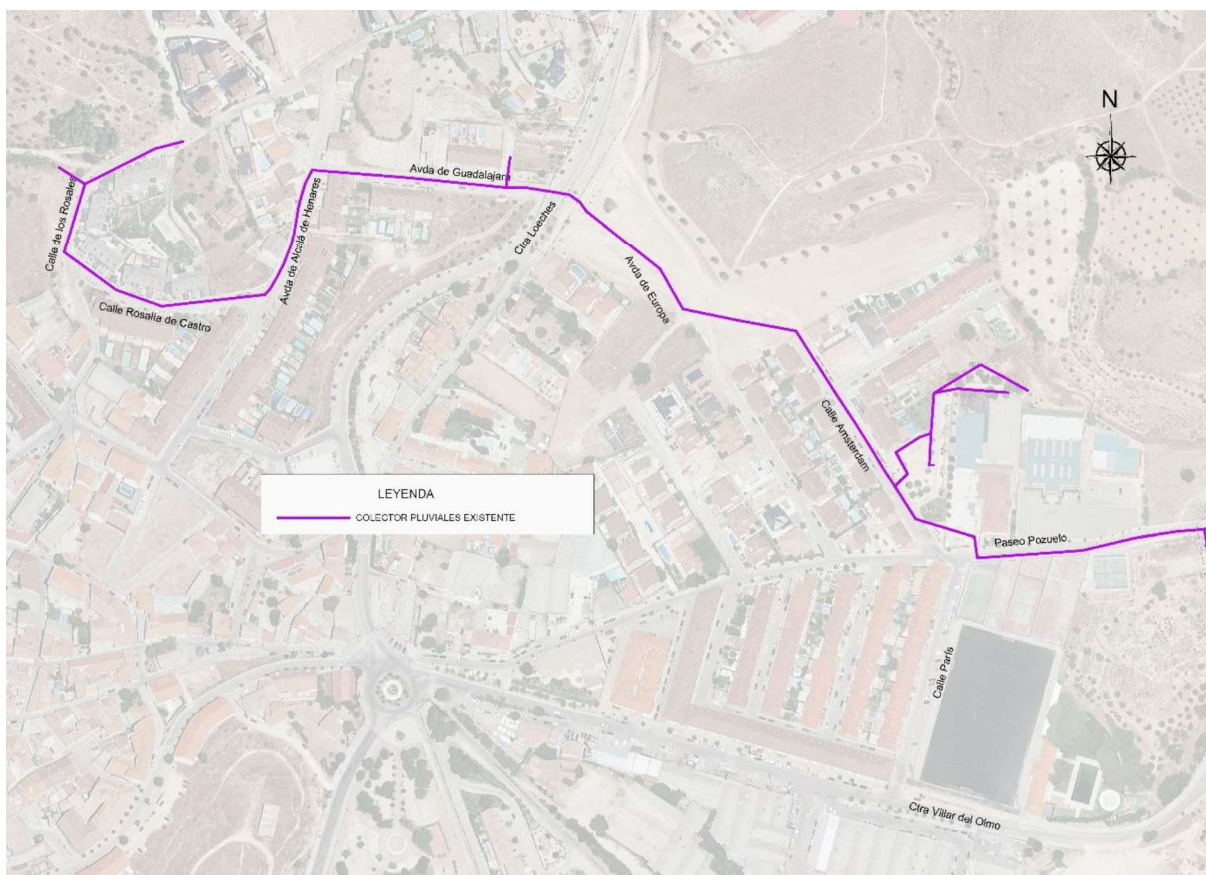 N
Avda de Guadalajara
Calle de los Rosales
Avda de Alcalá de Henares
Ctra Loeches
Calle Rosalía de Castro
Avda de Europa
Calle Amsterdam
LEYENDA
COLECTOR PLUVIALES EXISTENTE
Paseo Pozuelo
Calle París
Ctra Villar del Olmo